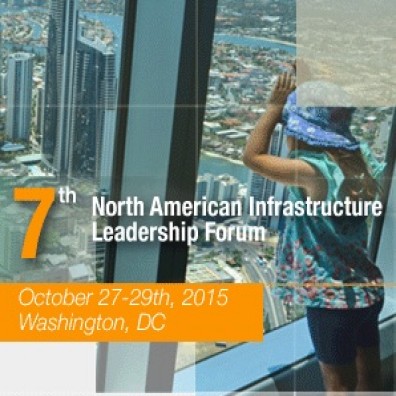 7th
North American Infrastructure
Leadership Forum
October 27-29th, 2015
Washington, DC